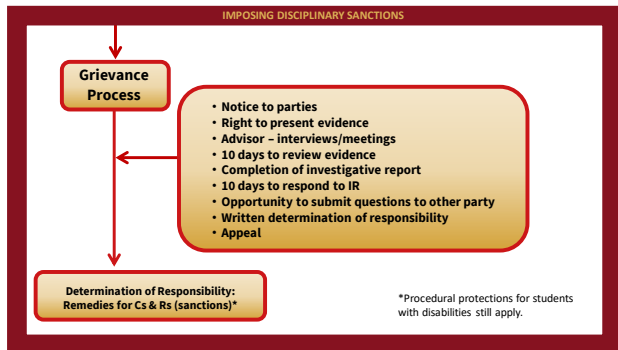 IMPOSING DISCIPLINARY SANCTIONS
Grievance
Process
• Notice to parties
• Right to present evidence
• Advisor – interviews/meetings
• 10 days to review evidence
• Completion of investigative report
• 10 days to respond to IR
• Opportunity to submit questions to other party
• Written determination of responsibility
• Appeal
Determination of Responsibility:
Remedies for Cs & Rs (sanctions)*
*Procedural protections for students
with disabilities still apply.